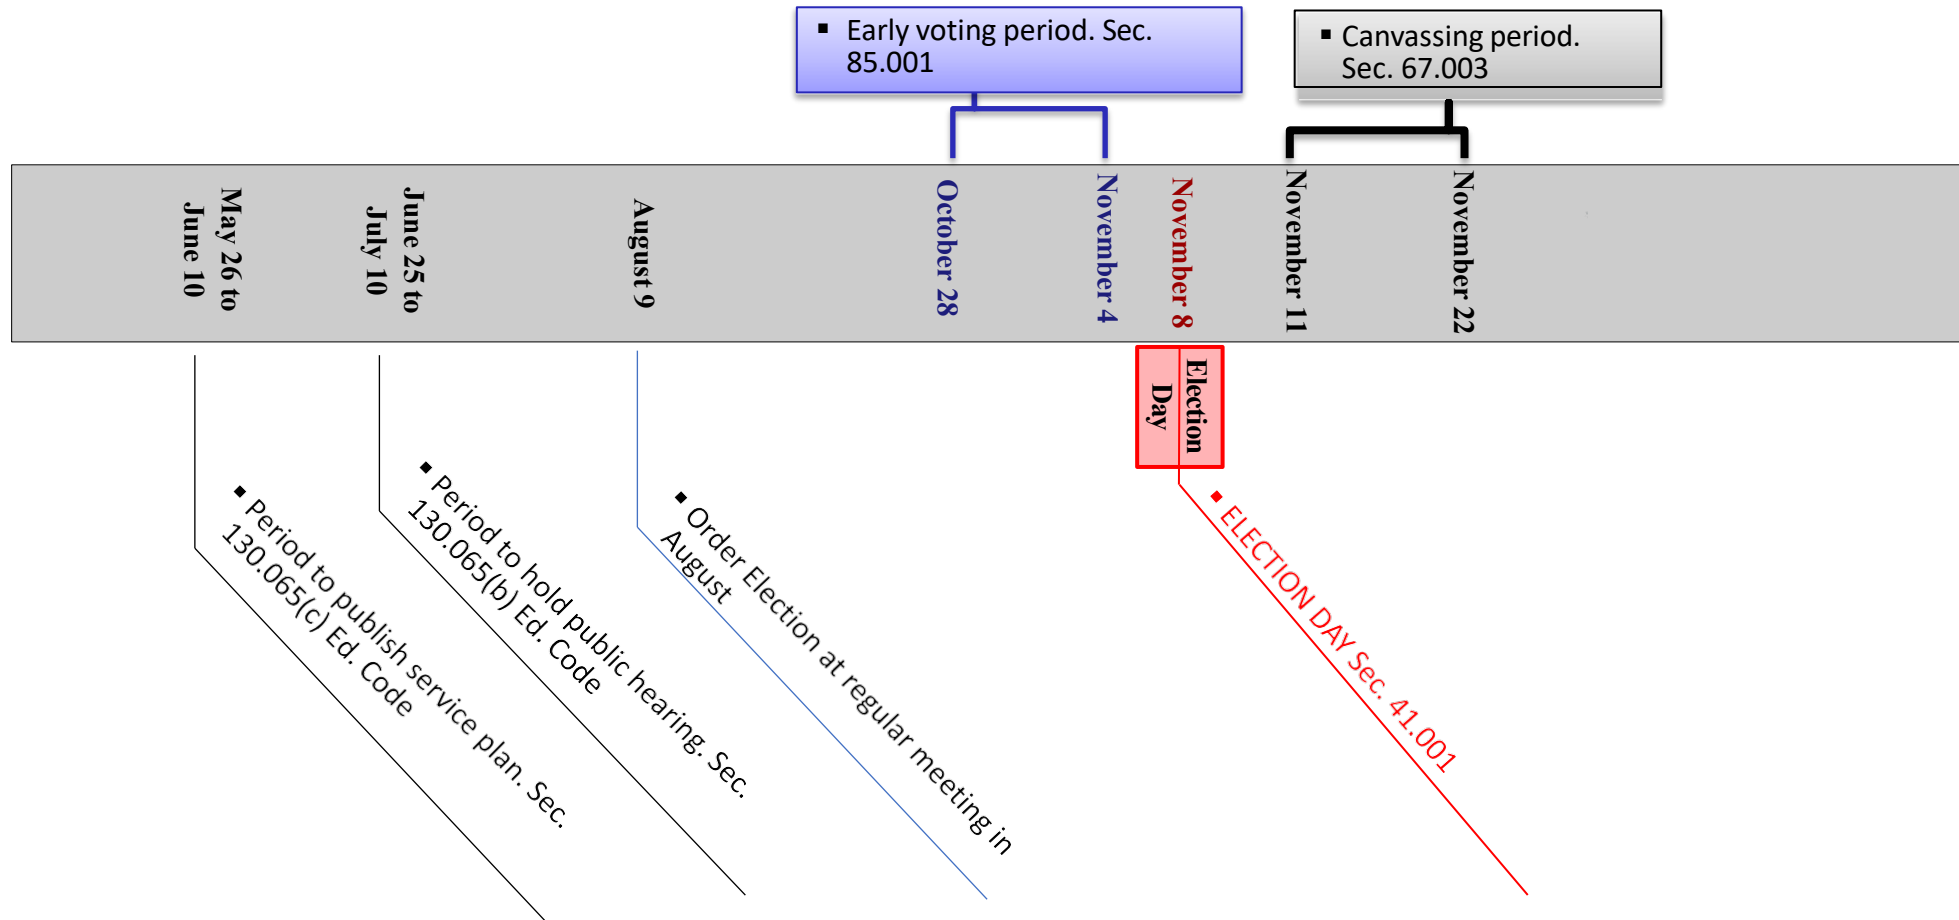 ▪ Early voting period. Sec.
85.001
▪ Canvassing period.
Sec. 67.003
May 26 to
June 10
June 25 to
July 10
August 9
October 28
November 4
November 8
November 11
November 22
Election
Day
◆ Period to publish service plan. Sec.
130.065(c) Ed. Code
◆ Period to hold public hearing. Sec.
130.065(b) Ed. Code
◆ Order Election at regular meeting in
August
▪ ELECTION DAY Sec. 41.001